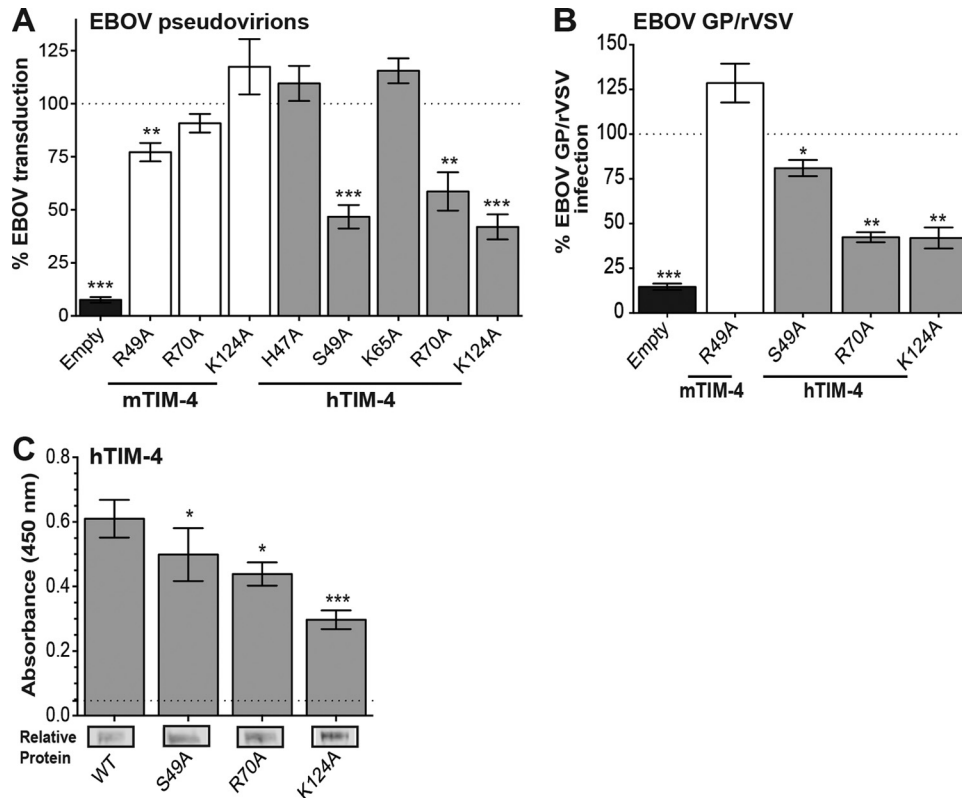 A
EBOV pseudovirions
% EBOV transduction
125
100
75
50
25
0
***
**
***
**
***
Empty
R49A
R70A
K124A
H47A
S49A
K65A
R70A
K124A
mTIM-4
hTIM-4
B
EBOV GP/rVSV
% EBOV GP/rVSV
infection
150
125
100
75
50
25
0
***
*
**
**
Empty
R49A
S49A
R70A
K124A
mTIM-4
hTIM-4
C
hTIM-4
Absorbance (450 nm)
0.8
0.6
0.4
0.2
0.0
*
*
***
Relative
Protein
WT
S49A
R70A
K124A